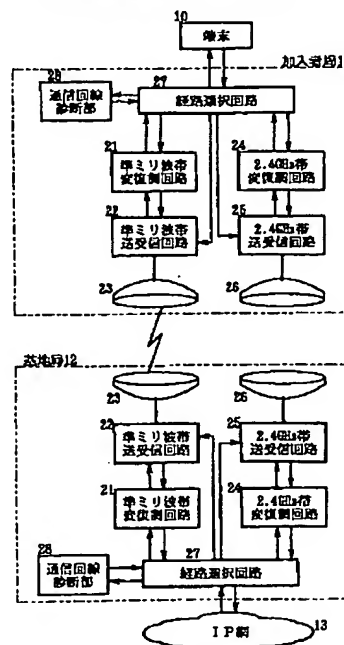 10
端末
加入者局1
28
27
通信回線
診断部
経路選択回路
21
24
準ミリ波帯
変復調回路
2.4GHz帯
変復調回路
22
25
準ミリ波帯
送受信回路
2.4GHz帯
送受信回路
23
26
基地局12
23
26
22
25
準ミリ波帯
送受信回路
2.4GHz帯
送受信回路
21
24
準ミリ波帯
変復調回路
2.4GHz帯
変復調回路
28
27
通信回線
診断部
経路選択回路
13
IP網